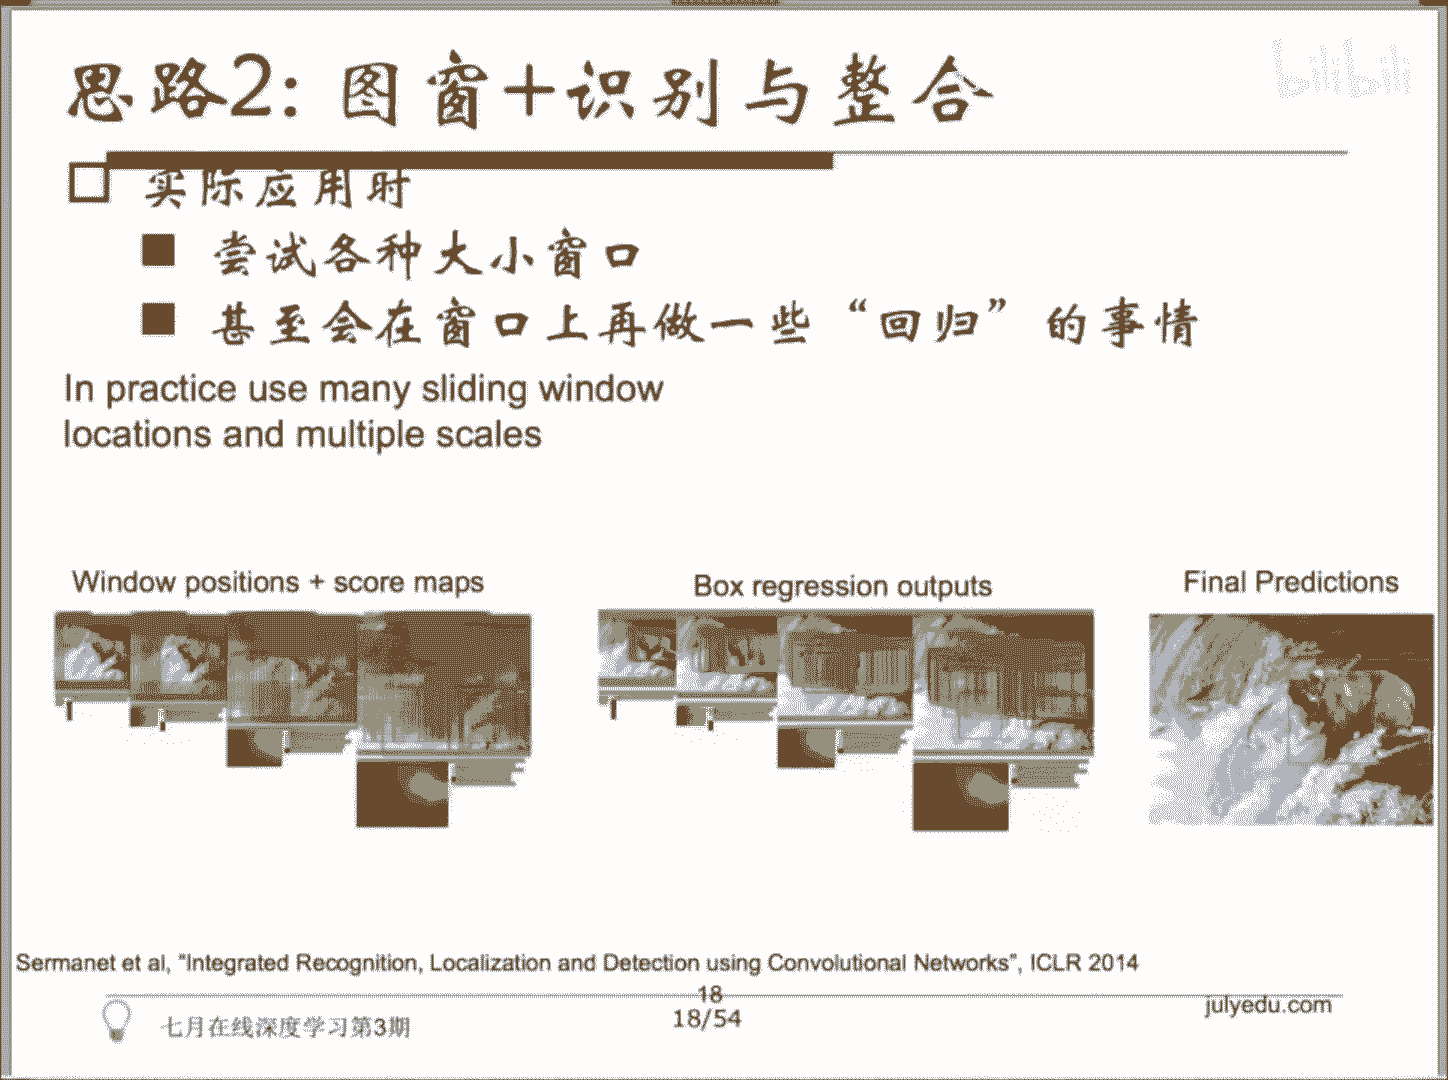 思路2: 图窗+识别与整合
bilibili
实际应用时
尝试各种大小窗口
甚至会在窗口上再做一些“回归”的事情
In practice use many sliding window
locations and multiple scales
Window positions + score maps
Box regression outputs
Final Predictions
Sermanet et al, "Integrated Recognition, Localization and Detection using Convolutional Networks", ICLR 2014
18
18/54
七月在线深度学习第3期
julyedu.com